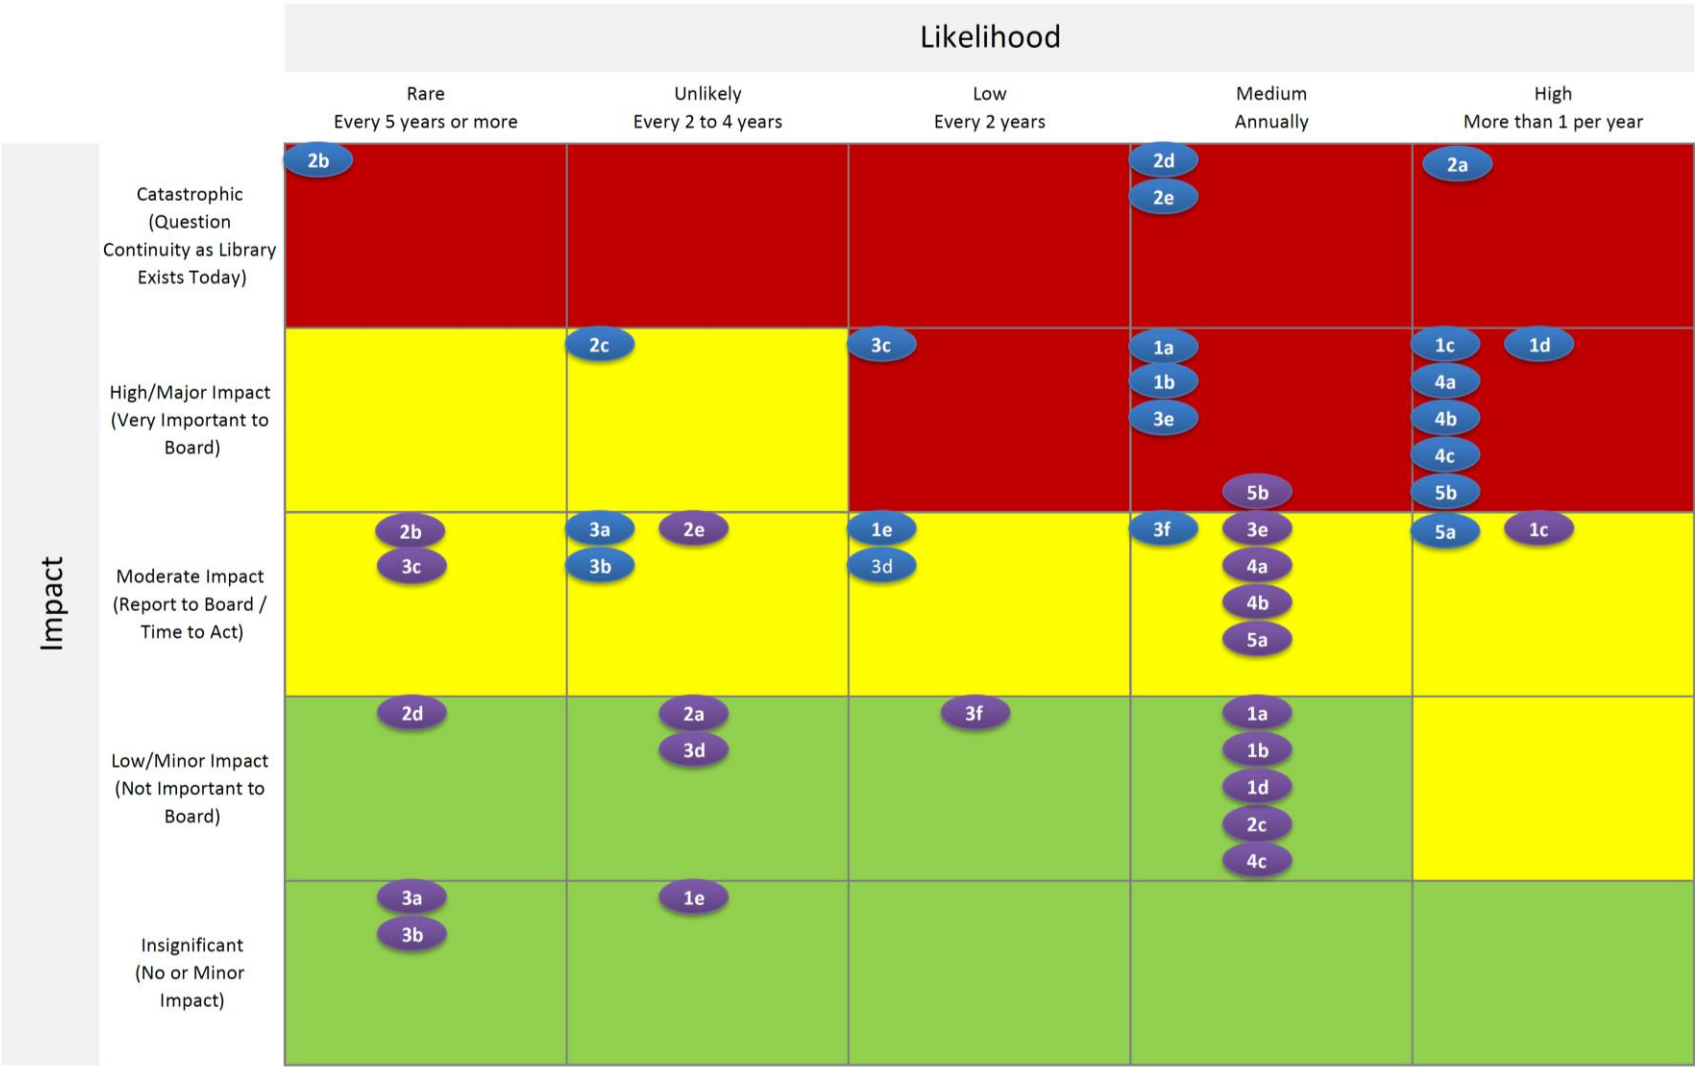 Likelihood
Rare
Every 5 years or more
Unlikely
Every 2 to 4 years
Low
Every 2 years
Medium
Annually
High
More than 1 per year
Impact
Catastrophic
(Question
Continuity as Library
Exists Today)
2b
2d
2e
2a
High/Major Impact
(Very Important to
Board)
2c
3c
1a
1b
3e
5b
1c
1d
4a
4b
4c
5b
Moderate Impact
(Report to Board /
Time to Act)
2b
3c
3a
2e
3b
1e
3d
3f
3e
4a
4b
5a
5a
1c
Low/Minor Impact
(Not Important to
Board)
2d
2a
3d
3f
1a
1b
1d
2c
4c
Insignificant
(No or Minor
Impact)
3a
3b
1e